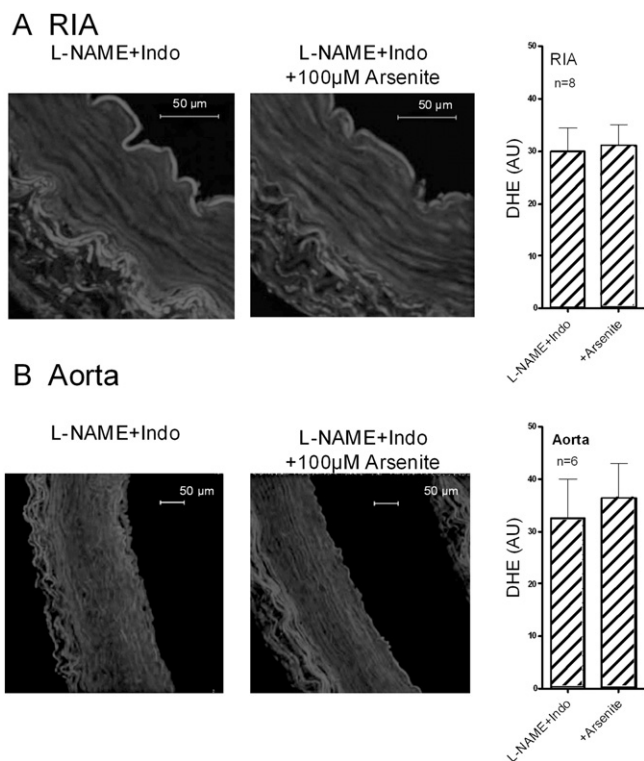 A RIA
L-NAME+Indo
L-NAME+Indo
+100µM Arsenite
50 µm
50 µm
50
40
30
20
10
0
DHE (AU)
RIA
n=8
L-NAME+Indo
+Arsenite
B Aorta
L-NAME+Indo
L-NAME+Indo
+100µM Arsenite
50 µm
50 µm
50
40
30
20
10
0
DHE (AU)
Aorta
n=6
L-NAME+Indo
+Arsenite